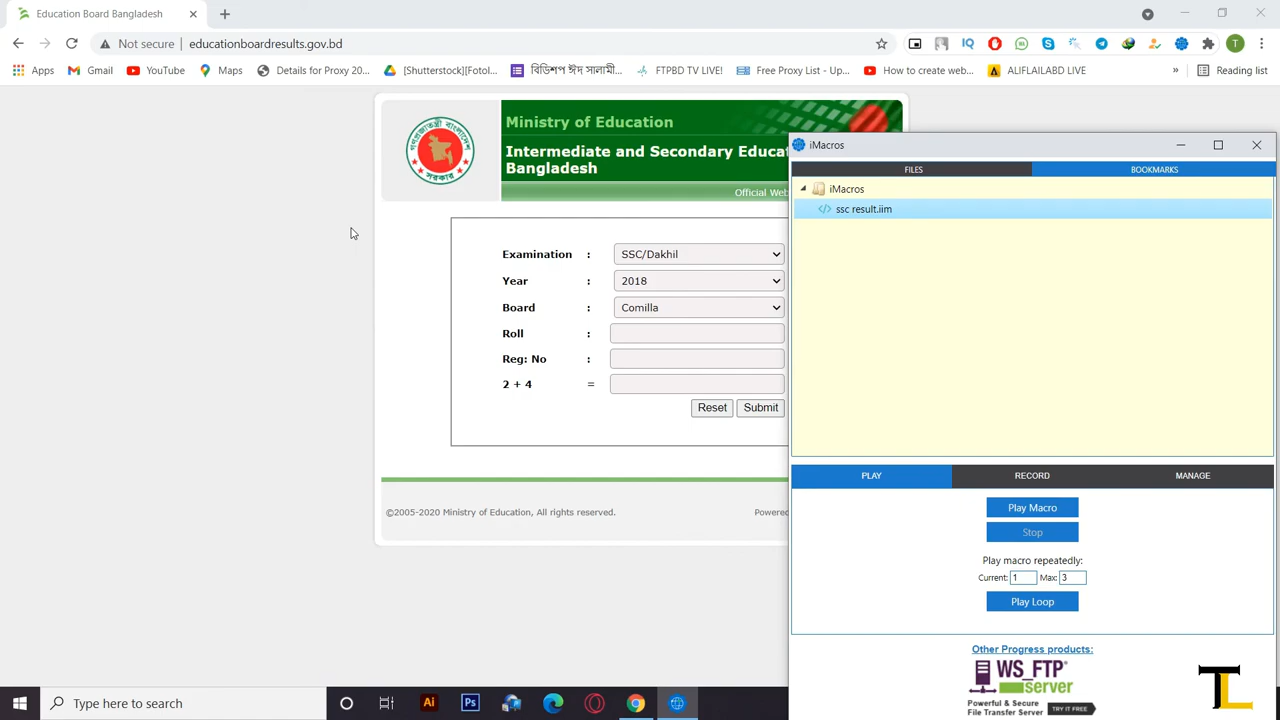 Education Board Bangladesh
Not secure | educationboardresults.gov.bd
IQ
T
Apps Gmail YouTube Maps Details for Proxy 20... [Shutterstock][Fotol... বিডিশপ ঈদ সালামী... FTPBD TV LIVE! Free Proxy List - Up... How to create web... ALIFLAILABD LIVE » Reading list
Ministry of Education
Intermediate and Secondary Educa
Bangladesh
Official Web
Examination : SSC/Dakhil
Year : 2018
Board : Comilla
Roll :
Reg: No :
2 + 4 =
Reset Submit
©2005-2020 Ministry of Education, All rights reserved. Powered
iMacros
FILES BOOKMARKS
iMacros
ssc result.iim
PLAY RECORD MANAGE
Play Macro
Stop
Play macro repeatedly:
Current: 1 Max: 3
Play Loop
Other Progress products:
WS_FTP®
server
Powerful & Secure
File Transfer Server TRY IT FREE
Type here to search
Ai Ps
TL